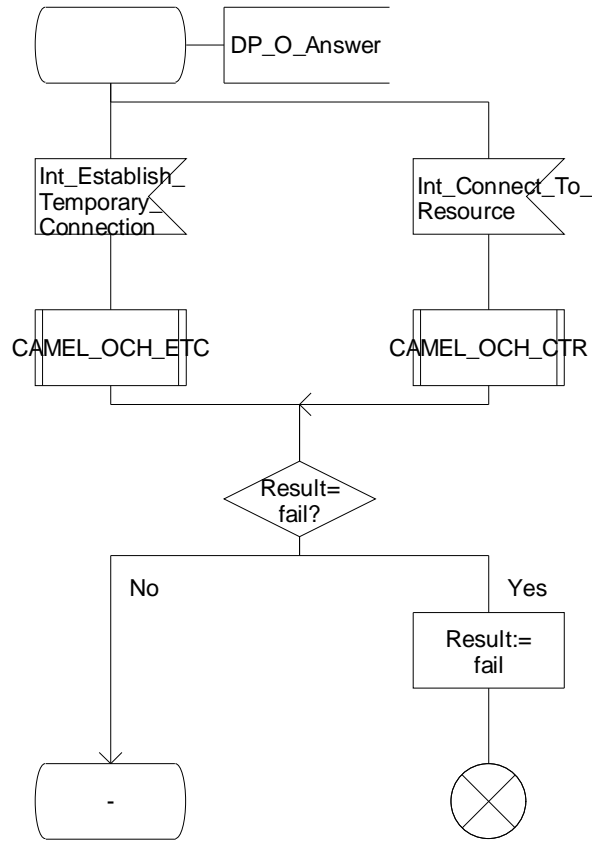 DP_O_Answer
Int_Establish_
Temporary_
Connection
Int_Connect_To_
Resource
CAMEL_OCH_ETC
CAMEL_OCH_CTR
Result=
fail?
No
Yes
Result:=
fail
-